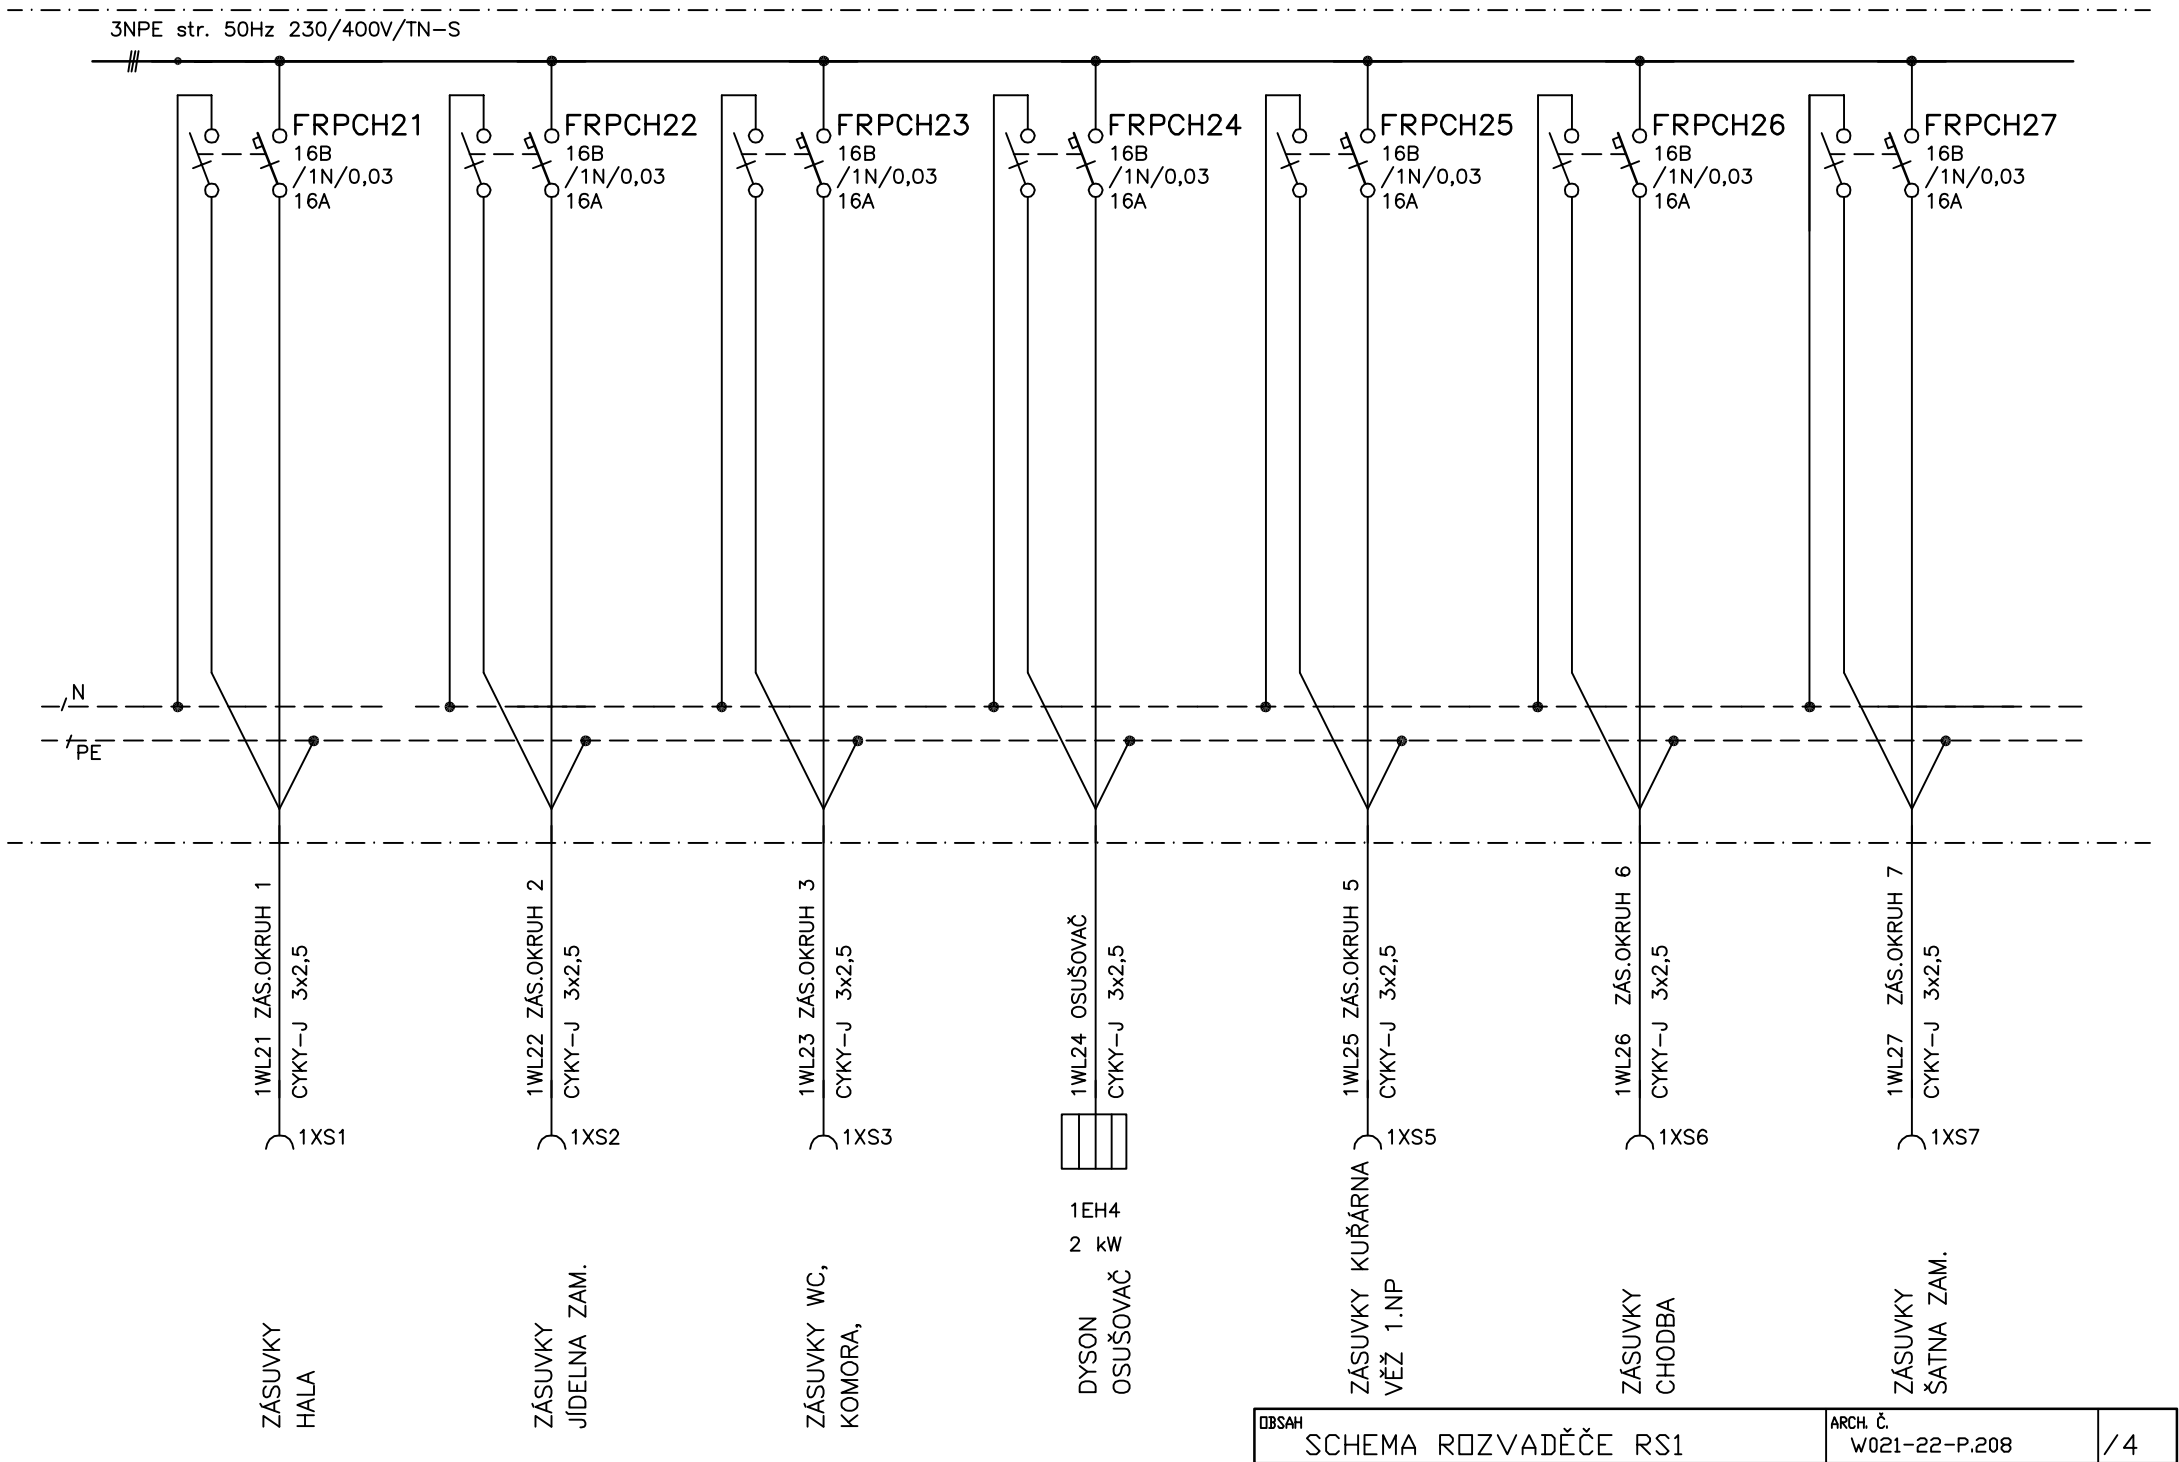 3NPE str. 50Hz 230/400V/TN-S
FRPCH21
16B
/1N/0,03
16A
FRPCH22
16B
/1N/0,03
16A
FRPCH23
16B
/1N/0,03
16A
FRPCH24
16B
/1N/0,03
16A
FRPCH25
16B
/1N/0,03
16A
FRPCH26
16B
/1N/0,03
16A
FRPCH27
16B
/1N/0,03
16A
N
PE
1WL21 ZÁS.OKRUH 1
CYKY-J 3x2,5
1WL22 ZÁS.OKRUH 2
CYKY-J 3x2,5
1WL23 ZÁS.OKRUH 3
CYKY-J 3x2,5
1WL24 OSUŠOVAČ
CYKY-J 3x2,5
1WL25 ZÁS.OKRUH 5
CYKY-J 3x2,5
1WL26 ZÁS.OKRUH 6
CYKY-J 3x2,5
1WL27 ZÁS.OKRUH 7
CYKY-J 3x2,5
1XS1
1XS2
1XS3
1XS5
1XS6
1XS7
1EH4
2 kW
ZÁSUVKY
HALA
ZÁSUVKY
JÍDELNA ZAM.
ZÁSUVKY WC,
KOMORA,
DYSON
OSUŠOVAČ
ZÁSUVKY KUŘÁRNA
VĚŽ 1.NP
ZÁSUVKY
CHODBA
ZÁSUVKY
ŠATNA ZAM.
OBSAH
SCHEMA ROZVADĚČE RS1
ARCH. Č.
W021-22-P.208
/4